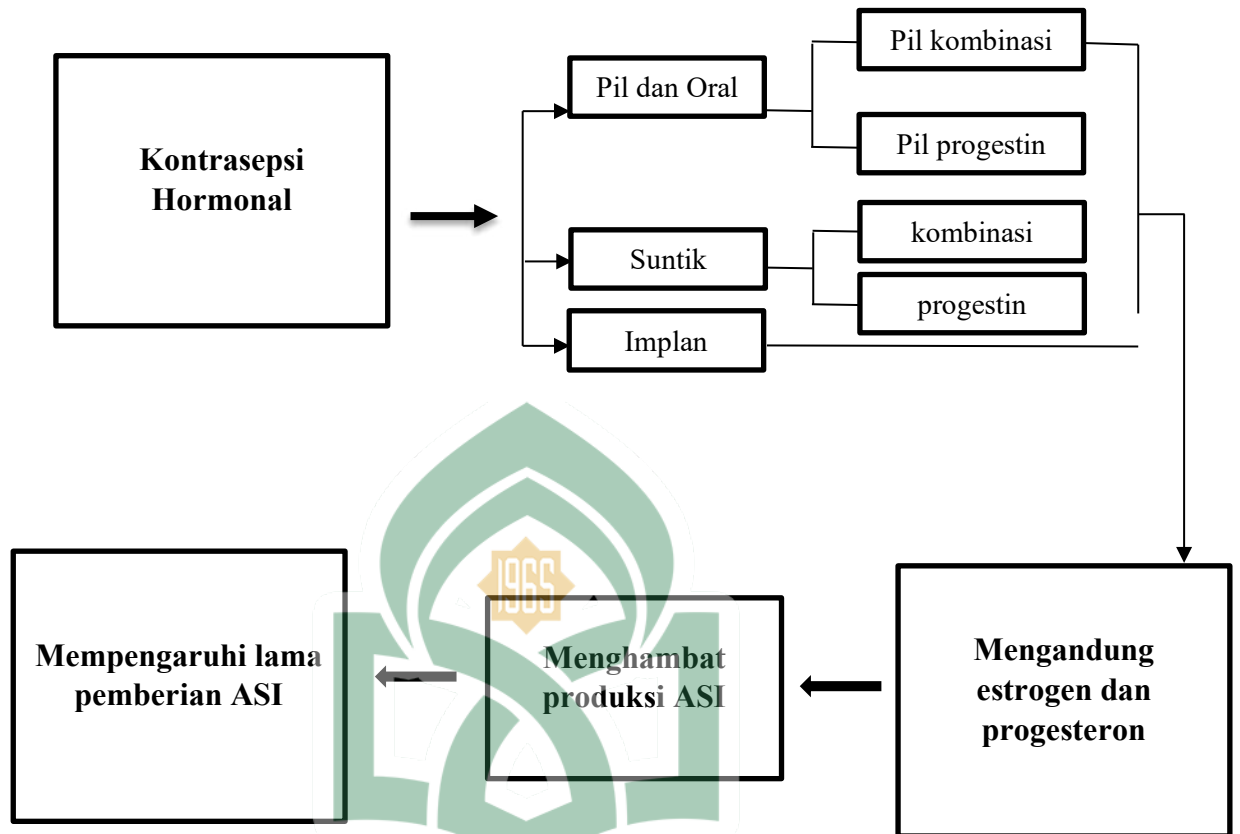 Kontrasepsi
Hormonal
Pil dan Oral
Pil kombinasi
Pil progestin
Suntik
kombinasi
progestin
Implan
Mengandung
estrogen dan
progesteron
Menghambat
produksi ASI
Mempengaruhi lama
pemberian ASI
1965